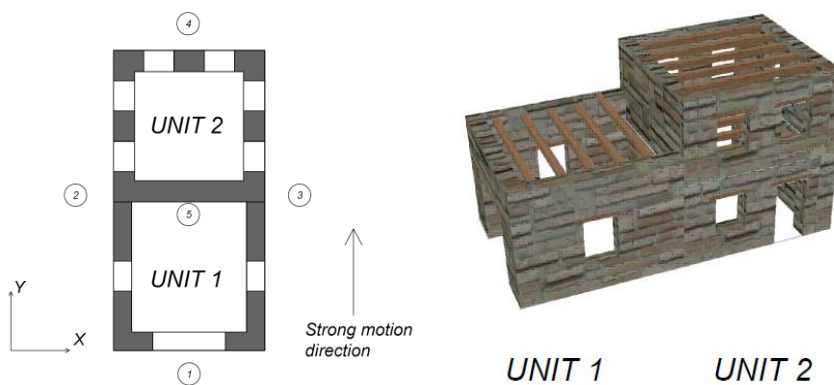 4
UNIT 2
2
3
5
UNIT 1
Y
X
Strong motion
direction
1
UNIT 1
UNIT 2